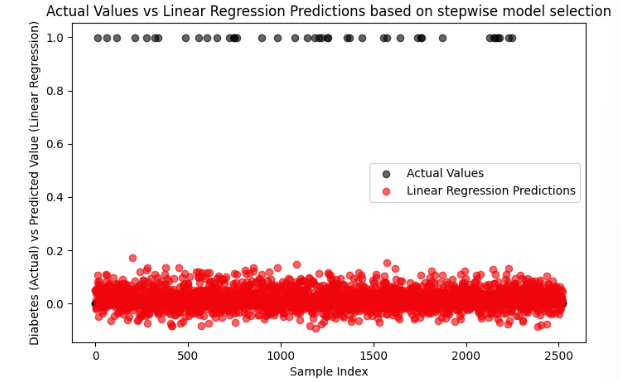 Actual Values vs Linear Regression Predictions based on stepwise model selection
Diabetes (Actual) vs Predicted Value (Linear Regression)
1.0
0.8
0.6
0.4
0.2
0.0
Actual Values
Linear Regression Predictions
0
500
1000
1500
2000
2500
Sample Index